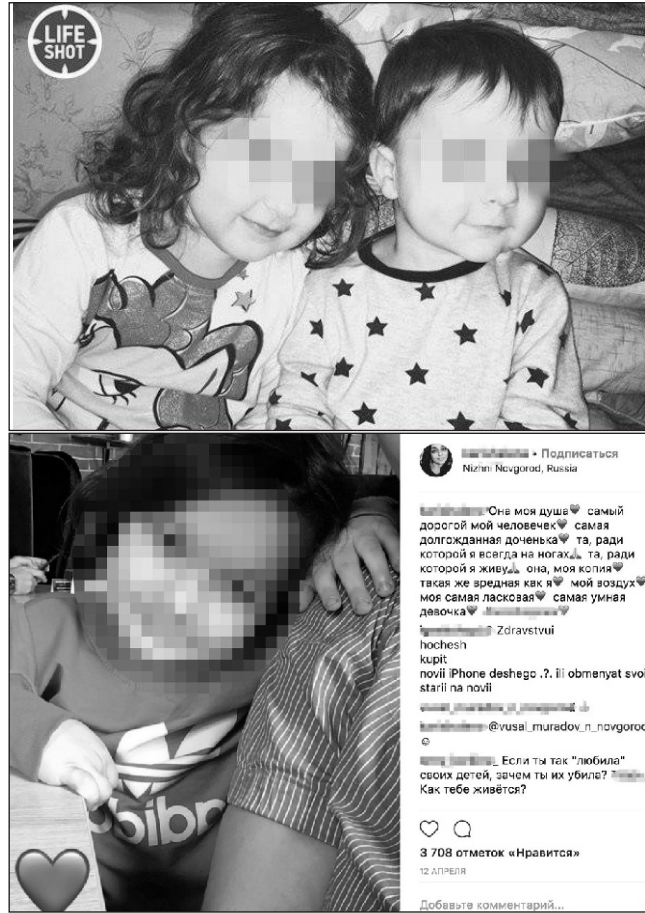 LIFE
SHOT
• Подписаться
Nizhni Novgorod, Russia
Она моя душа🖤 самый
дорогой мой человечек🖤 самая
долгожданная доченька🖤 та, ради
которой я всегда на ногах🙏 та, ради
которой я живу🙏 она, моя копия🖤
такая же вредная как я🖤 мой воздух🖤
моя самая ласковая🖤 самая умная
девочка🖤
Zdravstvui
hochesh
kupit
novii iPhone deshego .?. ili obmenyat svoi
starii na novii
@vusal_muradov_n_novgorod
☺
Если ты так "любила"
своих детей, зачем ты их убила?
Как тебе живётся?
3 708 отметок «Нравится»
12 АПРЕЛЯ
Добавьте комментарий...